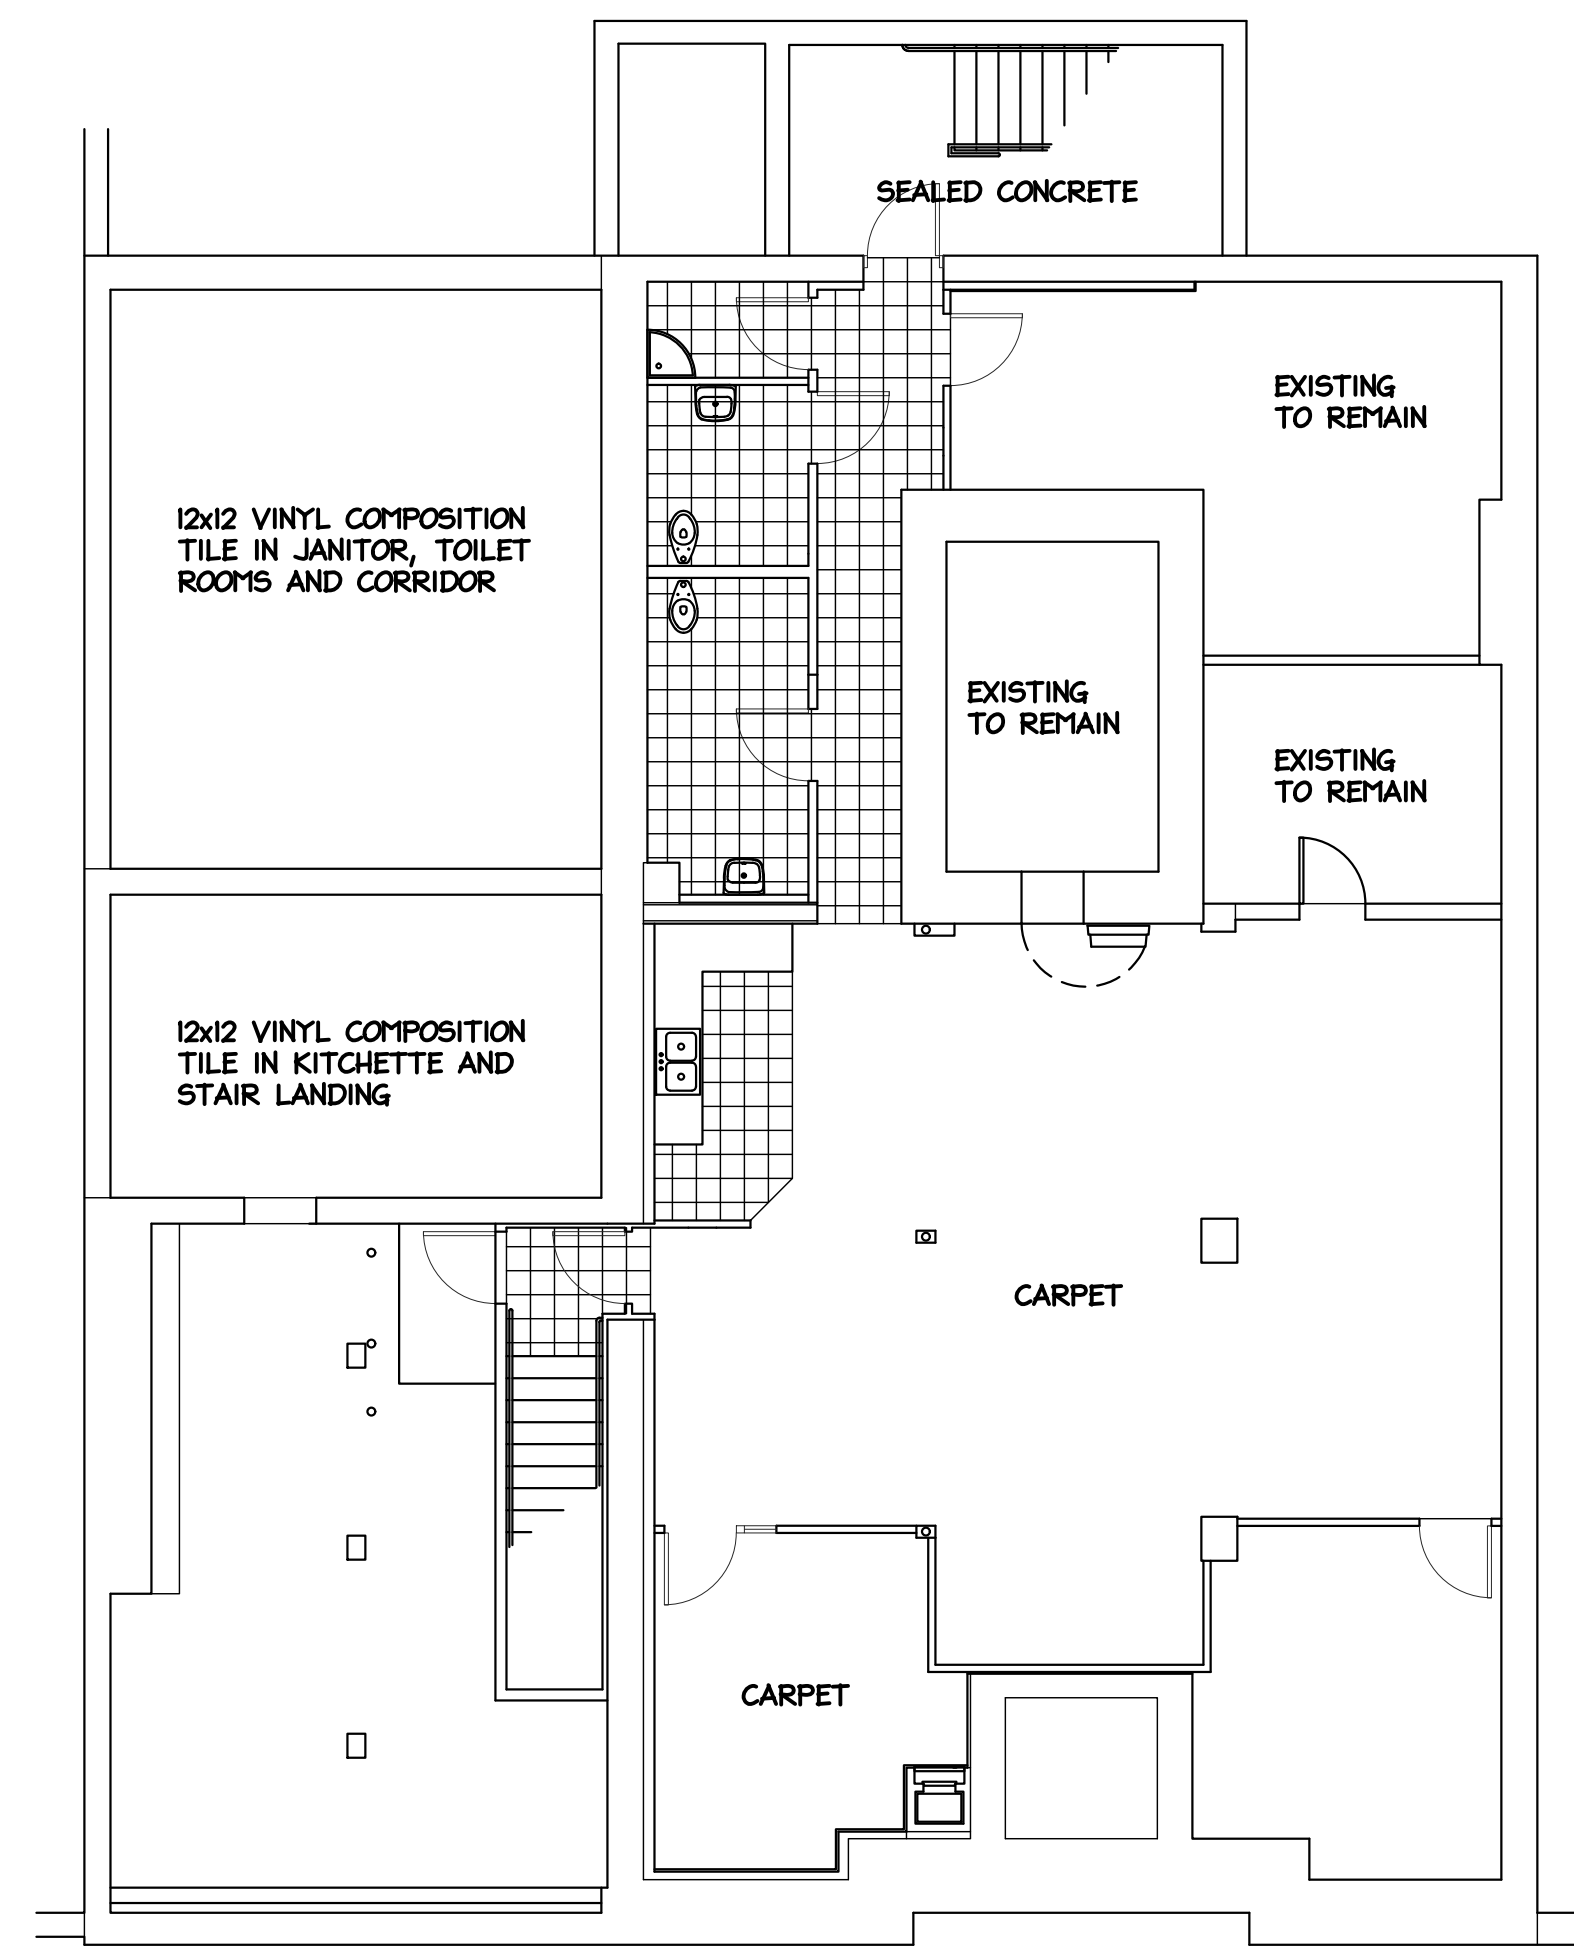 SEALED CONCRETE
EXISTING
TO REMAIN
12x12 VINYL COMPOSITION
TILE IN JANITOR, TOILET
ROOMS AND CORRIDOR
EXISTING
TO REMAIN
EXISTING
TO REMAIN
12x12 VINYL COMPOSITION
TILE IN KITCHETTE AND
STAIR LANDING
CARPET
CARPET